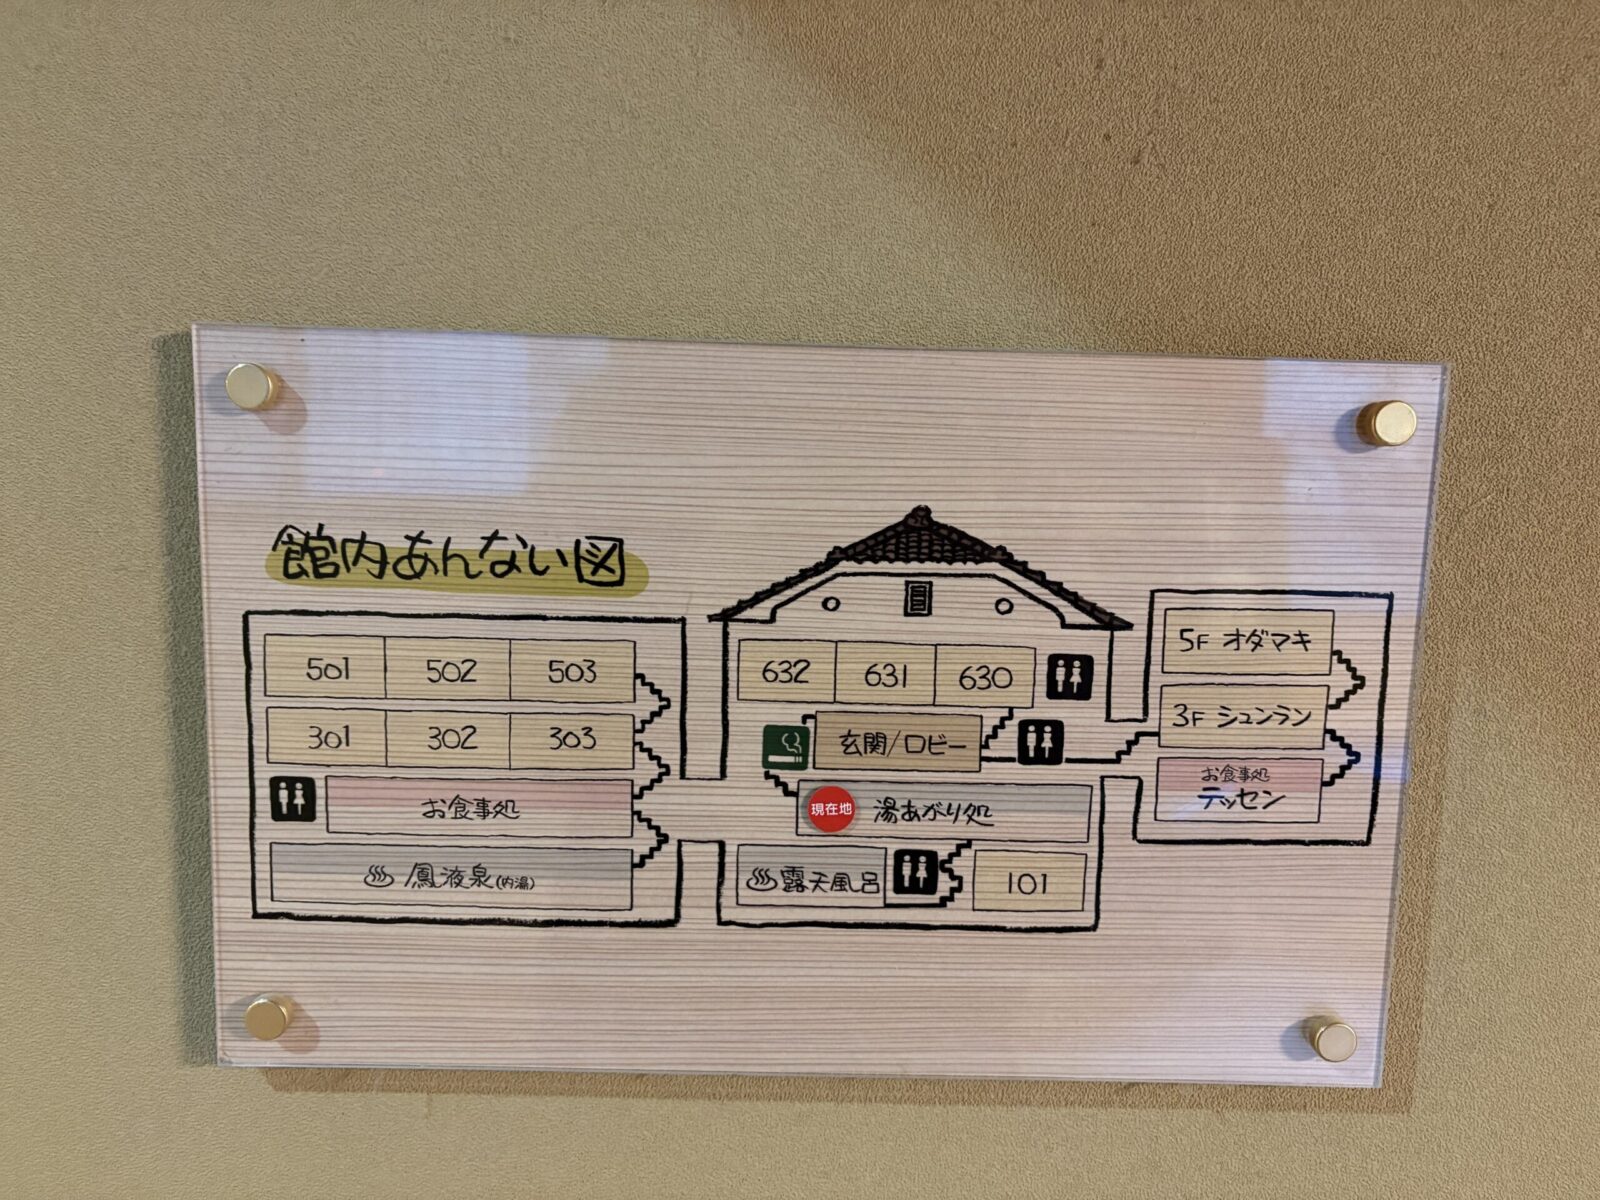 館内あんない図
501 502 503
301 302 303
お食事処
鳳液泉(内湯)
632 631 630
玄関/ロビー
現在地 湯あがり処
露天風呂
101
5F オダマキ
3F シュンラン
お食事処
テッセン